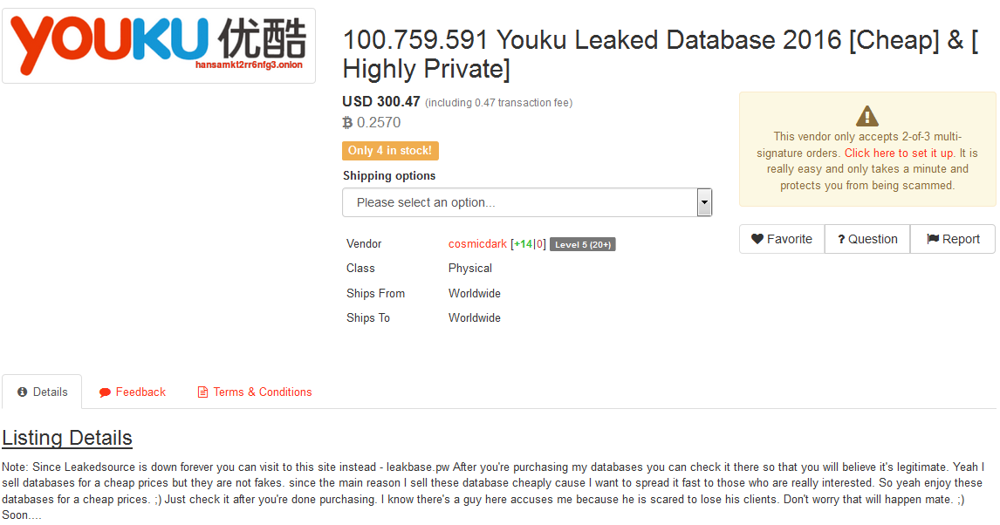 YOUKU 优酷
hansamkt2rr6nfg3.onion
100.759.591 Youku Leaked Database 2016 [Cheap] & [
Highly Private]
USD 300.47 (including 0.47 transaction fee)
₿ 0.2570
Only 4 in stock!
Shipping options
Please select an option...
This vendor only accepts 2-of-3 multi-
signature orders. Click here to set it up. It is
really easy and only takes a minute and
protects you from being scammed.
Favorite
? Question
Report
Vendor cosmicdark [+14|0] Level 5 (20+)
Class Physical
Ships From Worldwide
Ships To Worldwide
Details Feedback Terms & Conditions
Listing Details
Note: Since Leakedsource is down forever you can visit to this site instead - leakbase.pw After you're purchasing my databases you can check it there so that you will believe it's legitimate. Yeah I
sell databases for a cheap prices but they are not fakes. since the main reason I sell these database cheaply cause I want to spread it fast to those who are really interested. So yeah enjoy these
databases for a cheap prices. ;) Just check it after you're done purchasing. I know there's a guy here accuses me because he is scared to lose his clients. Don't worry that will happen mate. ;)
Soon....